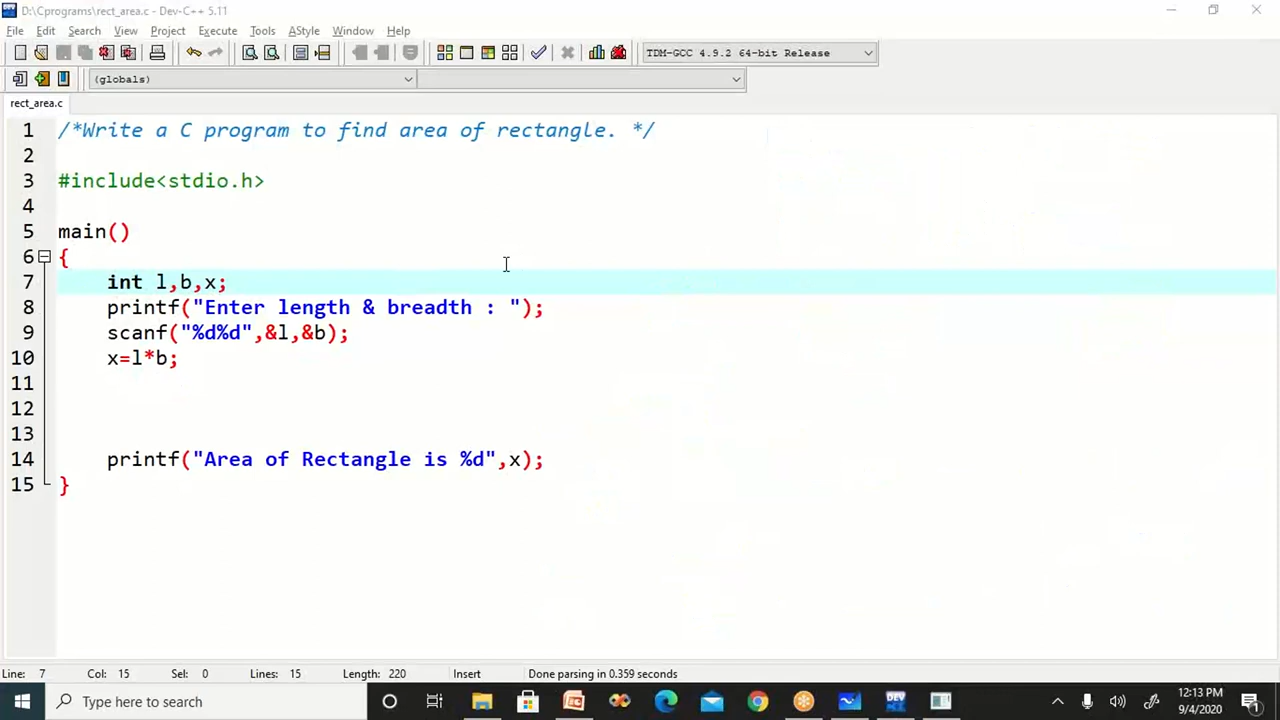 D:\Cprograms\rect_area.c - Dev-C++ 5.11
File Edit Search View Project Execute Tools AStyle Window Help
TDM-GCC 4.9.2 64-bit Release
(globals)
rect_area.c
1 /*Write a C program to find area of rectangle. */
2
3 #include<stdio.h>
4
5 main()
6 {
7 int l,b,x;
8 printf("Enter length & breadth : ");
9 scanf("%d%d",&l,&b);
10 x=l*b;
11
12
13
14 printf("Area of Rectangle is %d",x);
15 }
Line: 7 Col: 15 Sel: 0 Lines: 15 Length: 220 Insert Done parsing in 0.359 seconds
Type here to search
DEV
12:13 PM
9/4/2020
1